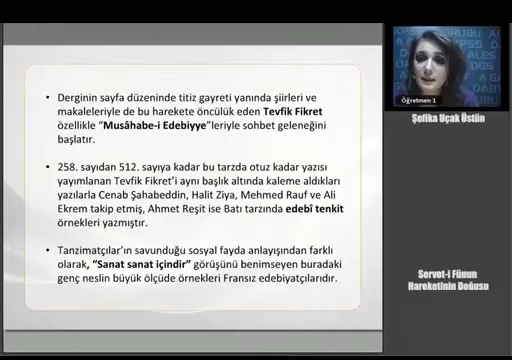 • Derginin sayfa düzeninde titiz gayreti yanında şiirleri ve
makaleleriyle de bu harekete öncülük eden Tevfik Fikret
özellikle “Musâhabe-i Edebiyye”leriyle sohbet geleneğini
başlatır.
• 258. sayıdan 512. sayıya kadar bu tarzda otuz kadar yazısı
yayımlanan Tevfik Fikret’i aynı başlık altında kaleme aldıkları
yazılarla Cenab Şahabeddin, Halit Ziya, Mehmed Rauf ve Ali
Ekrem takip etmiş, Ahmet Reşit ise Batı tarzında edebî tenkit
örnekleri yazmıştır.
• Tanzimatçılar’ın savunduğu sosyal fayda anlayışından farklı
olarak, “Sanat sanat içindir” görüşünü benimseyen buradaki
genç neslin büyük ölçüde örnekleri Fransız edebiyatçılarıdır.
Öğretmen 1
Şefika Uçak Üstün
Servet-i Fünun
Hareketinin Doğusu